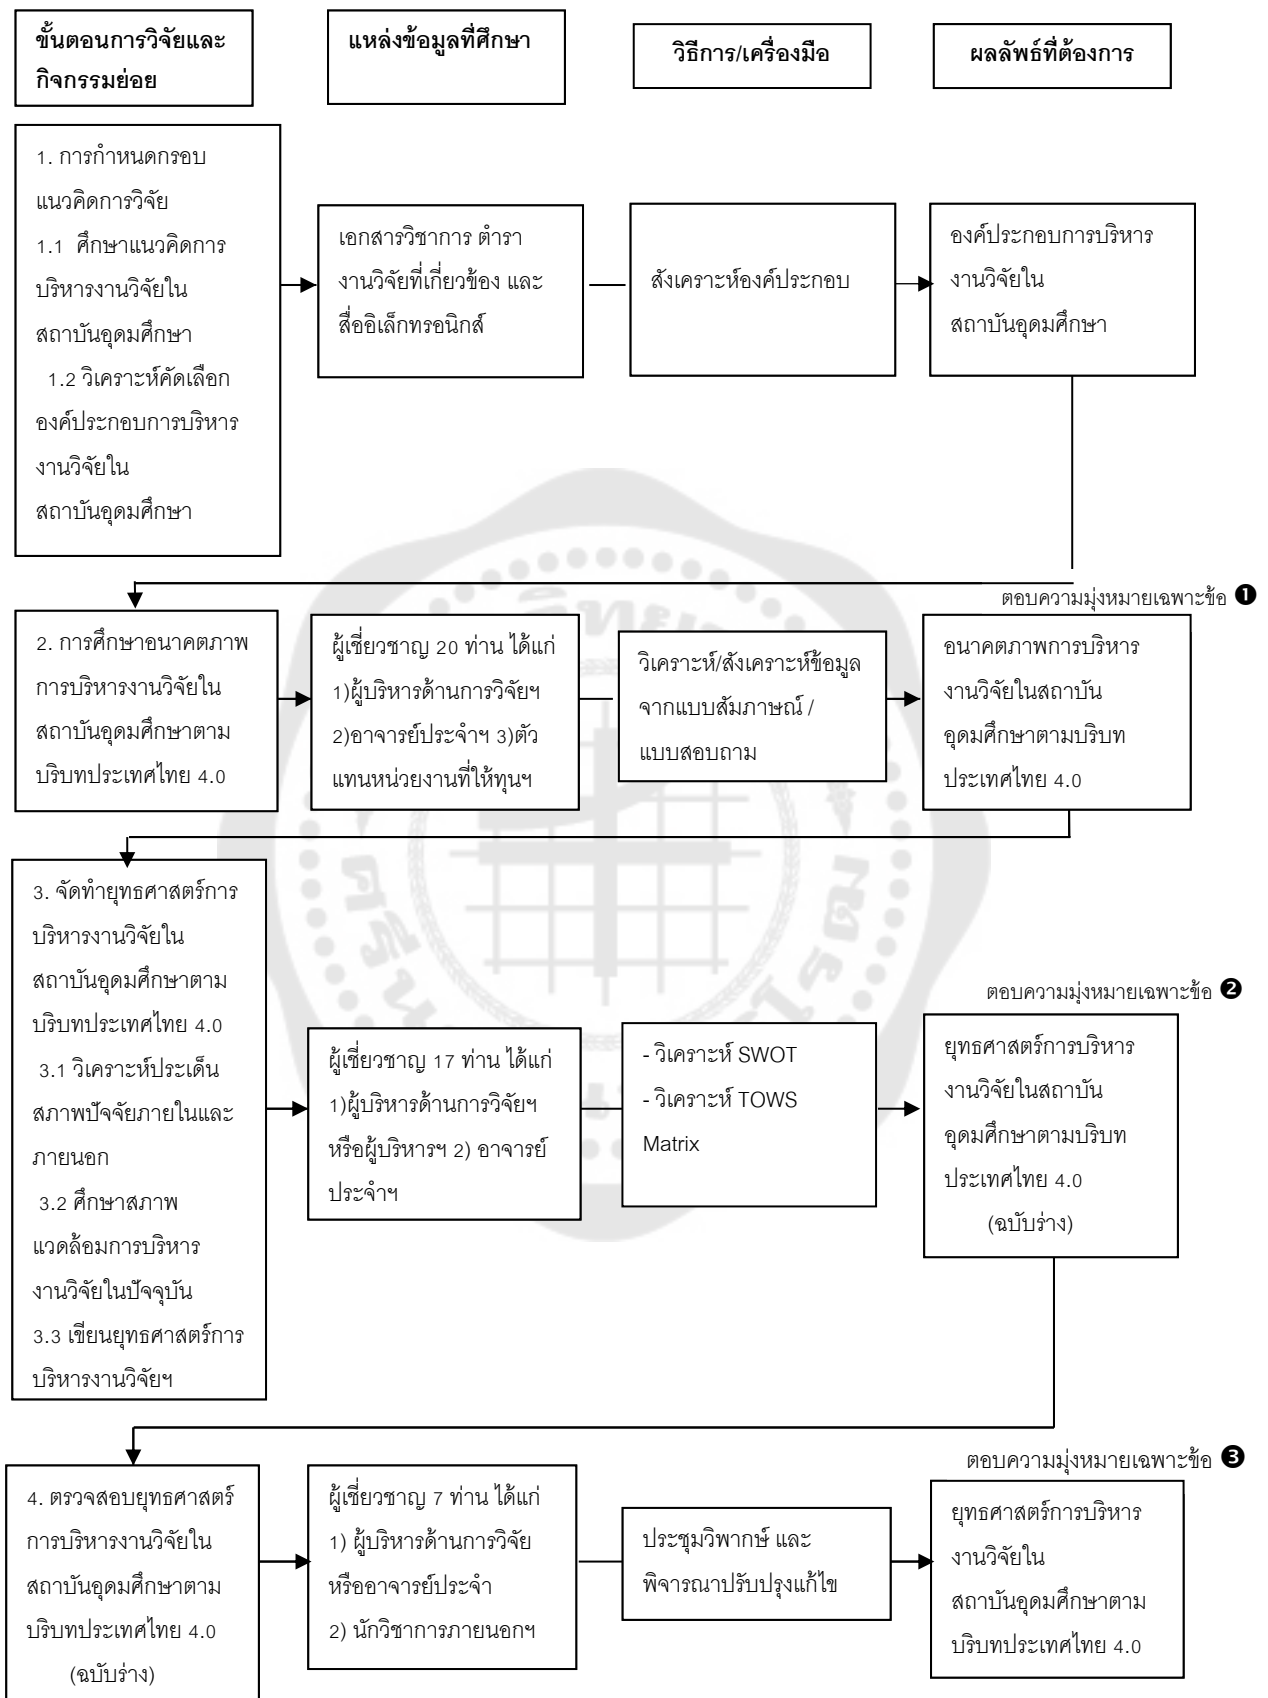 ขั้นตอนการวิจัยและ
กิจกรรมย่อย
แหล่งข้อมูลที่ศึกษา
วิธีการ/เครื่องมือ
ผลลัพธ์ที่ต้องการ
1. การกำหนดกรอบ
แนวคิดการวิจัย
1.1 ศึกษาแนวคิดการ
บริหารงานวิจัยใน
สถาบันอุดมศึกษา
1.2 วิเคราะห์คัดเลือก
องค์ประกอบการบริหาร
งานวิจัยใน
สถาบันอุดมศึกษา
เอกสารวิชาการ ตำรา
งานวิจัยที่เกี่ยวข้อง และ
สื่ออิเล็กทรอนิกส์
สังเคราะห์องค์ประกอบ
องค์ประกอบการบริหาร
งานวิจัยใน
สถาบันอุดมศึกษา
ตอบความมุ่งหมายเฉพาะข้อ ❶
2. การศึกษาอนาคตภาพ
การบริหารงานวิจัยใน
สถาบันอุดมศึกษาตาม
บริบทประเทศไทย 4.0
ผู้เชี่ยวชาญ 20 ท่าน ได้แก่
1)ผู้บริหารด้านการวิจัยฯ
2)อาจารย์ประจำฯ 3)ตัว
แทนหน่วยงานที่ให้ทุนฯ
วิเคราะห์/สังเคราะห์ข้อมูล
จากแบบสัมภาษณ์ /
แบบสอบถาม
อนาคตภาพการบริหาร
งานวิจัยในสถาบัน
อุดมศึกษาตามบริบท
ประเทศไทย 4.0
3. จัดทำยุทธศาสตร์การ
บริหารงานวิจัยใน
สถาบันอุดมศึกษาตาม
บริบทประเทศไทย 4.0
3.1 วิเคราะห์ประเด็น
สภาพปัจจัยภายในและ
ภายนอก
3.2 ศึกษาสภาพ
แวดล้อมการบริหาร
งานวิจัยในปัจจุบัน
3.3 เขียนยุทธศาสตร์การ
บริหารงานวิจัยฯ
ผู้เชี่ยวชาญ 17 ท่าน ได้แก่
1)ผู้บริหารด้านการวิจัยฯ
หรือผู้บริหารฯ 2) อาจารย์
ประจำฯ
- วิเคราะห์ SWOT
- วิเคราะห์ TOWS
Matrix
ตอบความมุ่งหมายเฉพาะข้อ ❷
ยุทธศาสตร์การบริหาร
งานวิจัยในสถาบัน
อุดมศึกษาตามบริบท
ประเทศไทย 4.0
(ฉบับร่าง)
4. ตรวจสอบยุทธศาสตร์
การบริหารงานวิจัยใน
สถาบันอุดมศึกษาตาม
บริบทประเทศไทย 4.0
(ฉบับร่าง)
ผู้เชี่ยวชาญ 7 ท่าน ได้แก่
1) ผู้บริหารด้านการวิจัย
หรืออาจารย์ประจำ
2) นักวิชาการภายนอกฯ
ประชุมวิพากษ์ และ
พิจารณาปรับปรุงแก้ไข
ตอบความมุ่งหมายเฉพาะข้อ ❸
ยุทธศาสตร์การบริหาร
งานวิจัยใน
สถาบันอุดมศึกษาตาม
บริบทประเทศไทย 4.0